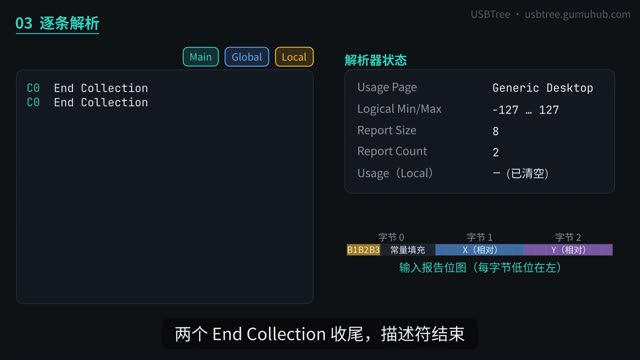 03 逐条解析
USBTree • usbtree.gumuhub.com
Main Global Local
C0 End Collection
C0 End Collection
解析器状态
Usage Page Generic Desktop
Logical Min/Max -127 … 127
Report Size 8
Report Count 2
Usage（Local） — (已清空)
字节 0 字节 1 字节 2
B1 B2 B3 常量填充 X（相对） Y（相对）
输入报告位图（每字节低位在左）
两个 End Collection 收尾，描述符结束